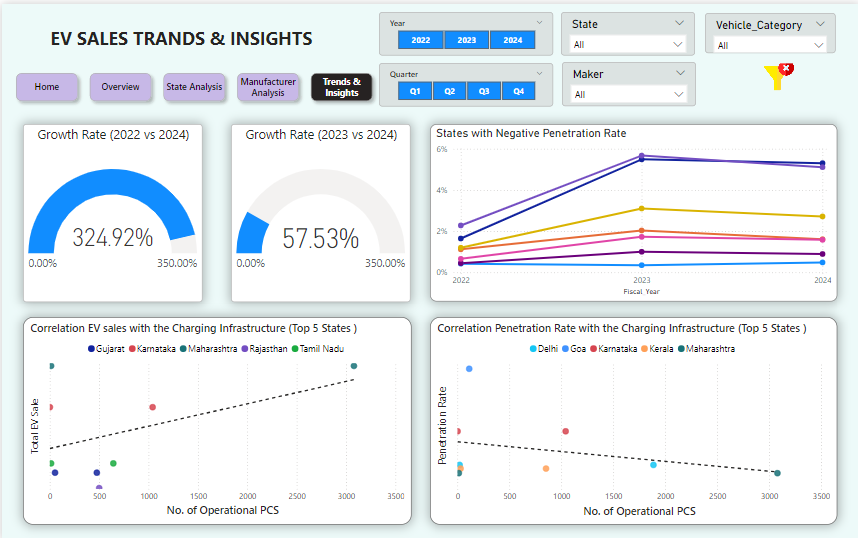 EV SALES TRANDS & INSIGHTS
Year
2022 2023 2024
State
All
Vehicle_Category
All
Quarter
Q1 Q2 Q3 Q4
Maker
All
Home
Overview
State Analysis
Manufacturer
Analysis
Trends &
Insights
Growth Rate (2022 vs 2024)
324.92%
0.00% 350.00%
Growth Rate (2023 vs 2024)
57.53%
0.00% 350.00%
States with Negative Penetration Rate
6%
4%
2%
0%
2022 2023 2024
Fiscal_Year
Correlation EV sales with the Charging Infrastructure (Top 5 States )
Gujarat Karnataka Maharashtra Rajasthan Tamil Nadu
Total EV Sale
0 500 1000 1500 2000 2500 3000 3500
No. of Operational PCS
Correlation Penetration Rate with the Charging Infrastructure (Top 5 States )
Delhi Goa Karnataka Kerala Maharashtra
Penetration Rate
0 500 1000 1500 2000 2500 3000 3500
No. of Operational PCS